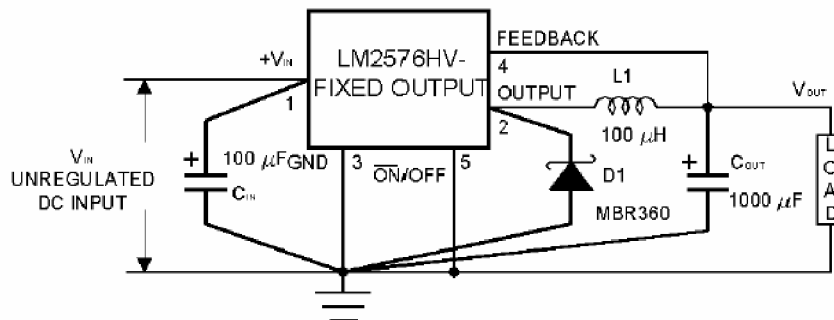 +VIN
LM2576HV-
FIXED OUTPUT
FEEDBACK
4
L1
OUTPUT
VOUT
1
2
100 μH
VIN
UNREGULATED
DC INPUT
+
100 μF
CIN
GND
3
ON/OFF
5
D1
MBR360
+
COUT
1000 μF
LOAD